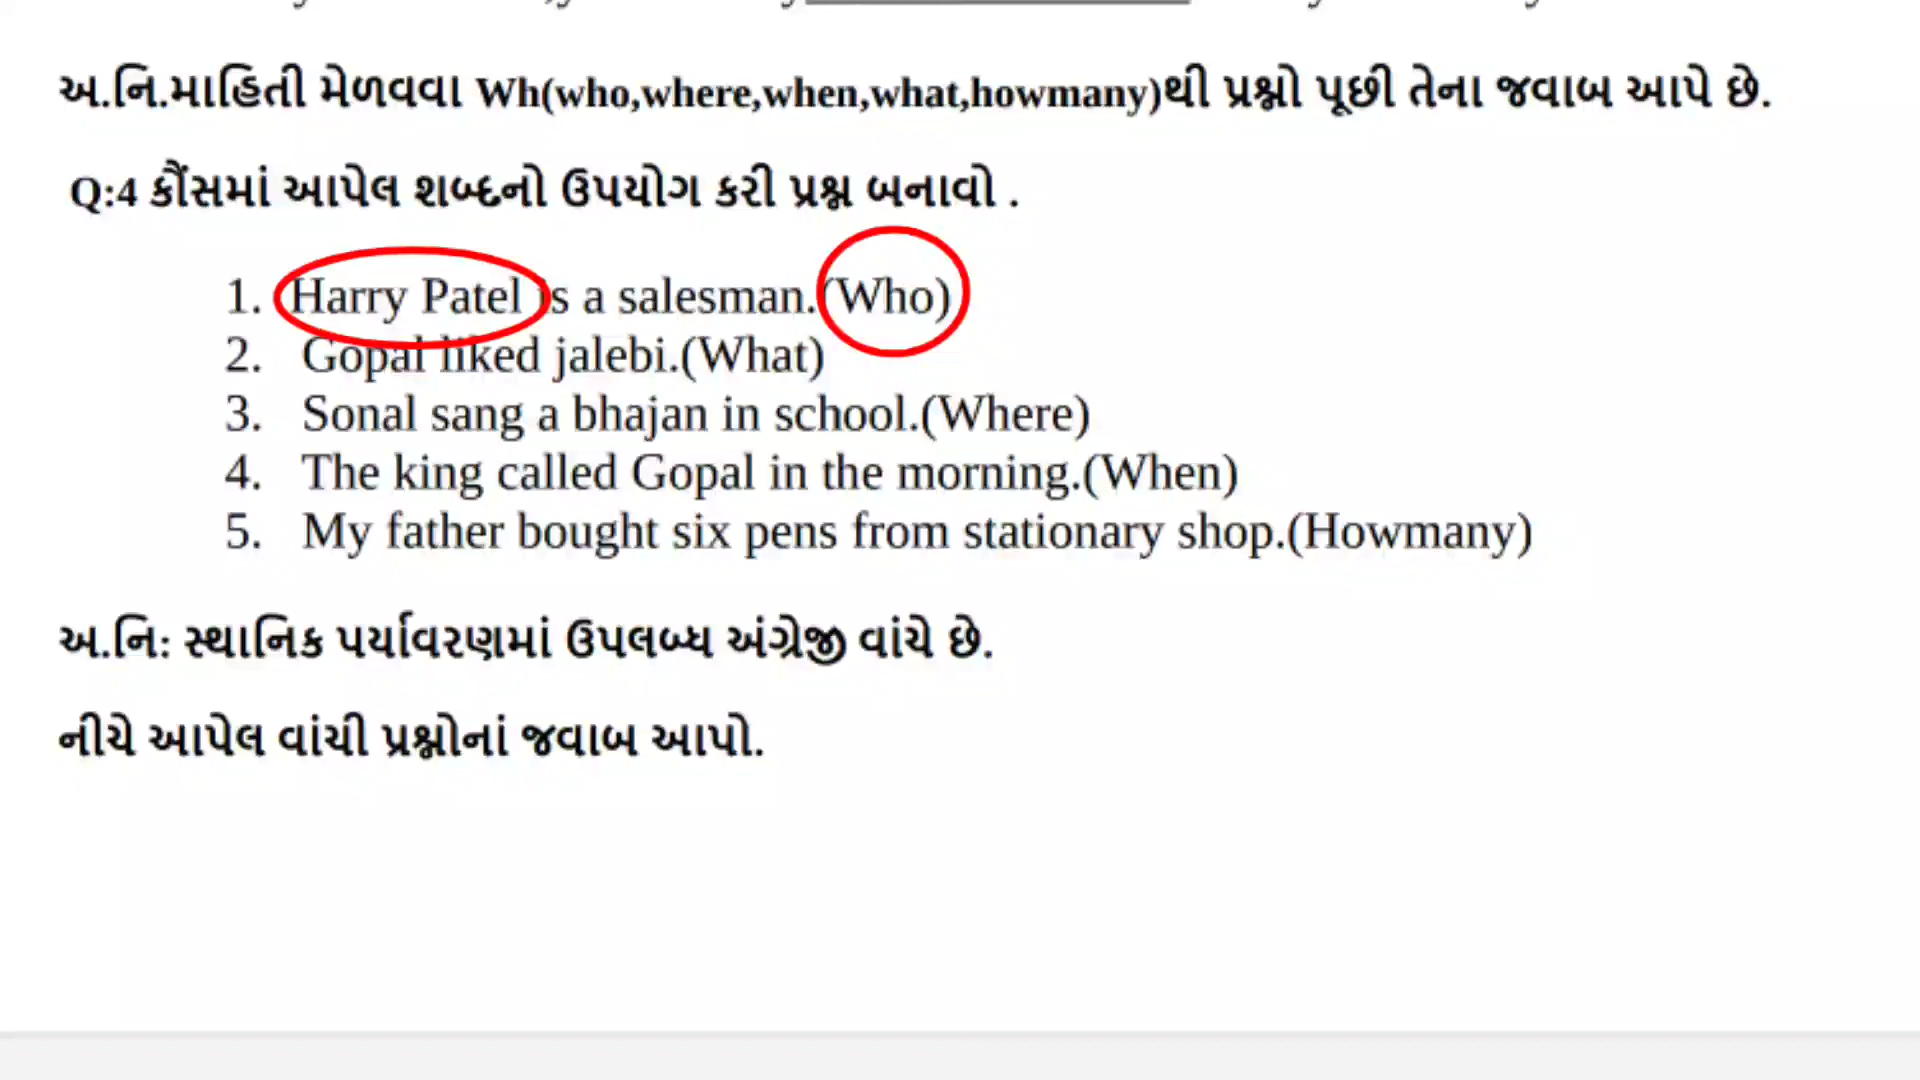 અ.નિ.માહિતી મેળવવા Wh(who,where,when,what,howmany)થી પ્રશ્નો પૂછી તેના જવાબ આપે છે.
Q:4 કૌંસમાં આપેલ શબ્દનો ઉપયોગ કરી પ્રશ્ન બનાવો .
1. Harry Patel is a salesman.(Who)
2. Gopal liked jalebi.(What)
3. Sonal sang a bhajan in school.(Where)
4. The king called Gopal in the morning.(When)
5. My father bought six pens from stationary shop.(Howmany)
અ.નિ: સ્થાનિક પર્યાવરણમાં ઉપલબ્ધ અંગ્રેજી વાંચે છે.
નીચે આપેલ વાંચી પ્રશ્નોનાં જવાબ આપો.